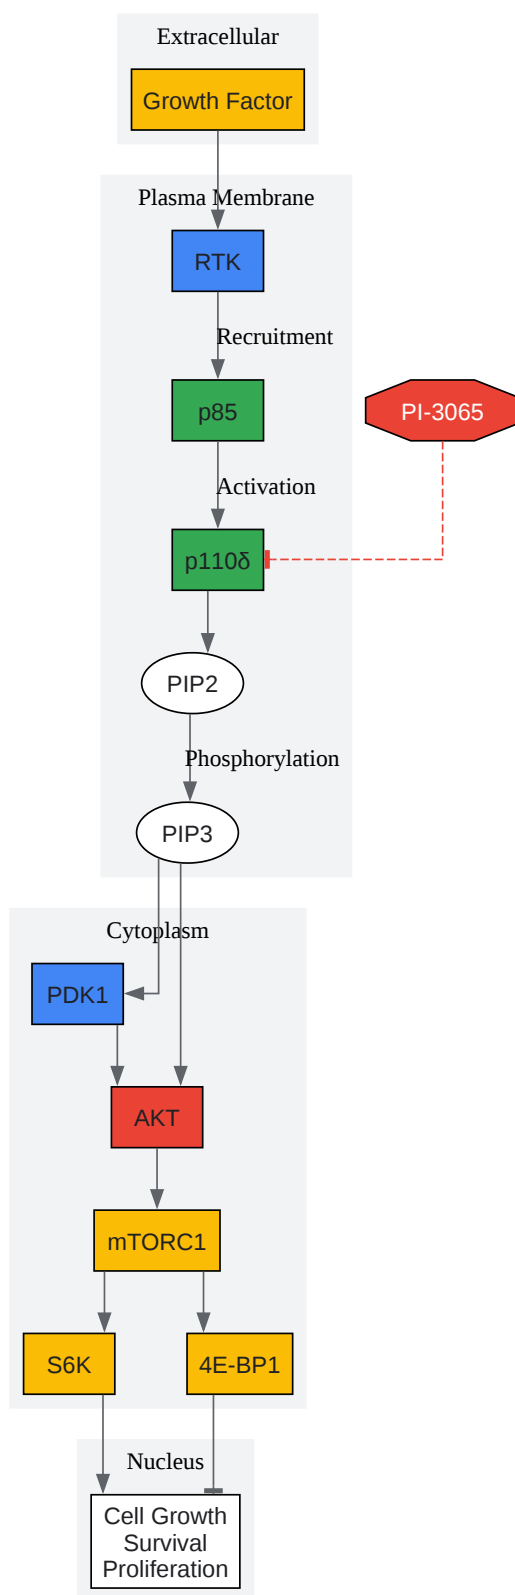 Extracellular
Growth Factor
Plasma Membrane
RTK
Recruitment
p85
PI-3065
Activation
p110δ
PIP2
Phosphorylation
PIP3
Cytoplasm
PDK1
AKT
mTORC1
S6K
4E-BP1
Nucleus
Cell Growth
Survival
Proliferation